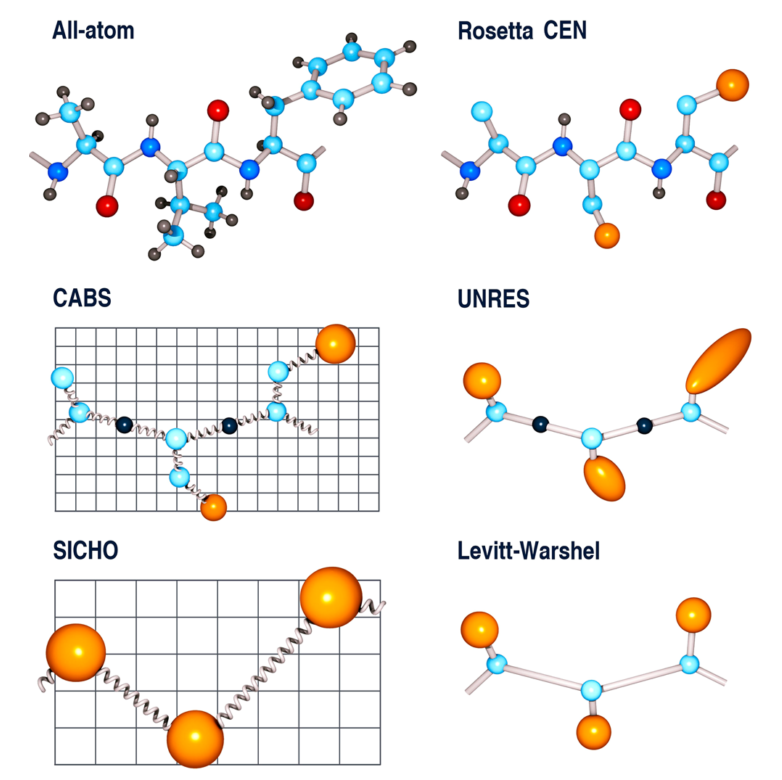 All-atom
Rosetta CEN
CABS
UNRES
SICHO
Levitt-Warshel